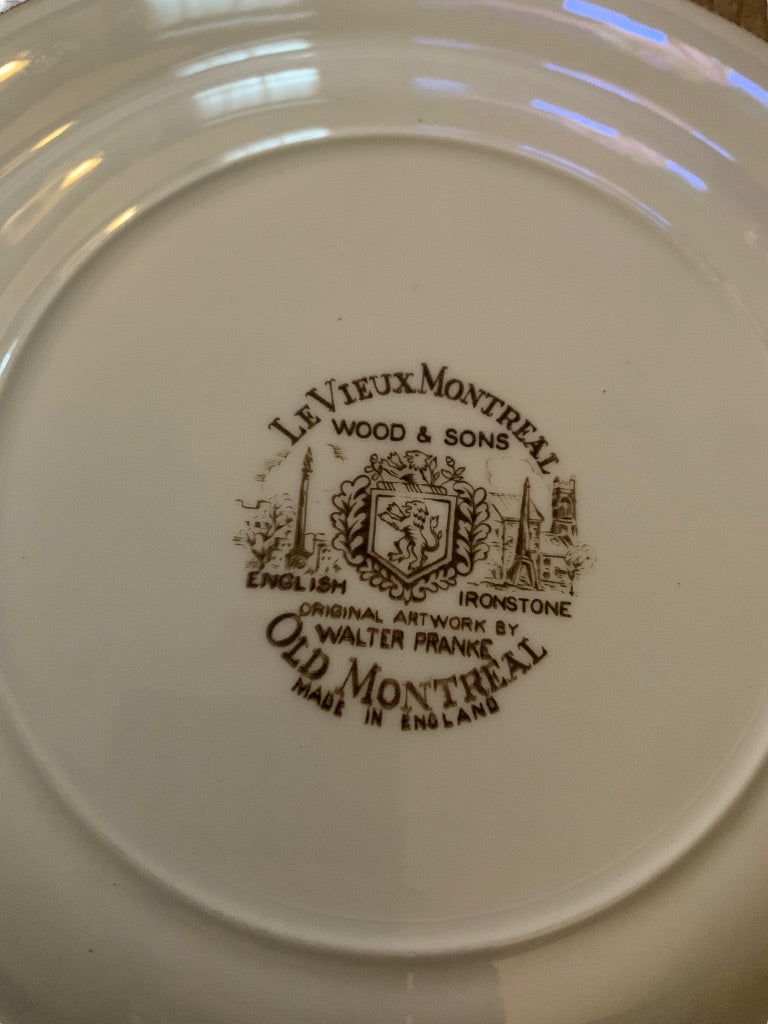 Le Vieux Montreal
WOOD & SONS
ENGLISH IRONSTONE
ORIGINAL ARTWORK BY
WALTER PRANKE
OLD MONTREAL
MADE IN ENGLAND